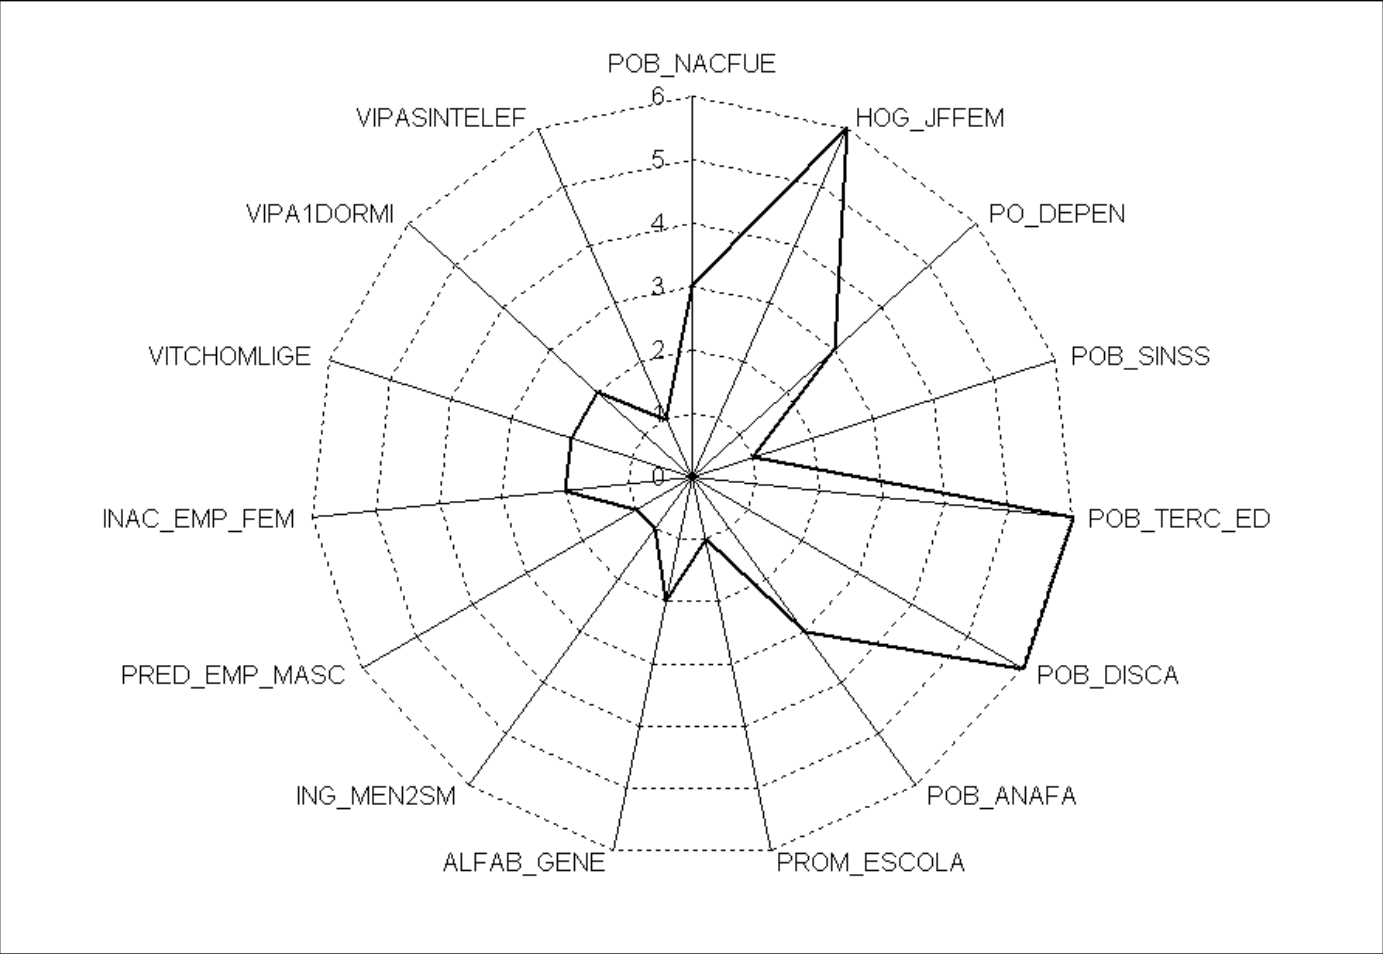 POB_NACFUE
VIPASINTELEF
HOG_JFFEM
6
5
4
3
2
1
0
VIPA1DORMI
PO_DEPEN
VITCHOMLIGE
POB_SINSS
INAC_EMP_FEM
POB_TERC_ED
PRED_EMP_MASC
POB_DISCA
ING_MEN2SM
POB_ANAFA
ALFAB_GENE
PROM_ESCOLA